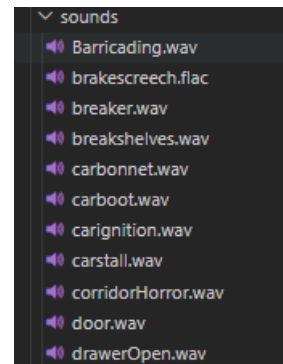 sounds
Barricading.wav
brakescreech.flac
breaker.wav
breakshelves.wav
carbonnet.wav
carboot.wav
carignition.wav
carstall.wav
corridorHorror.wav
door.wav
drawerOpen.wav